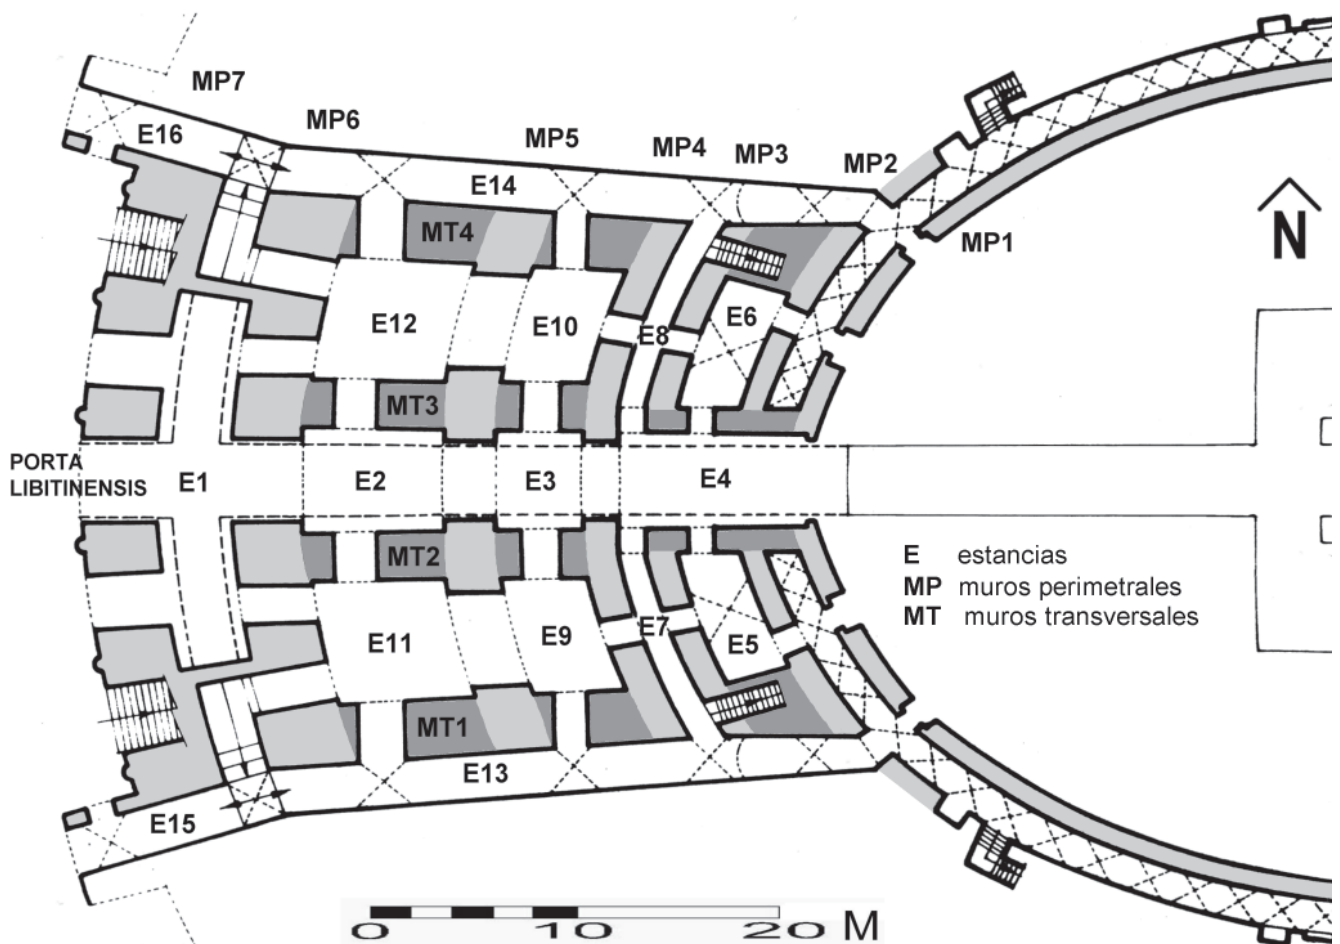 MP7
MP6
MP5
MP4
MP3
MP2
MP1
E16
E14
MT4
N
E12
E10
E8
E6
MT3
PORTA
LIBITINENSIS
E1
E2
E3
E4
MT2
E estancias
MP muros perimetrales
MT muros transversales
E11
E9
E7
E5
MT1
E13
E15
0 10 20 M